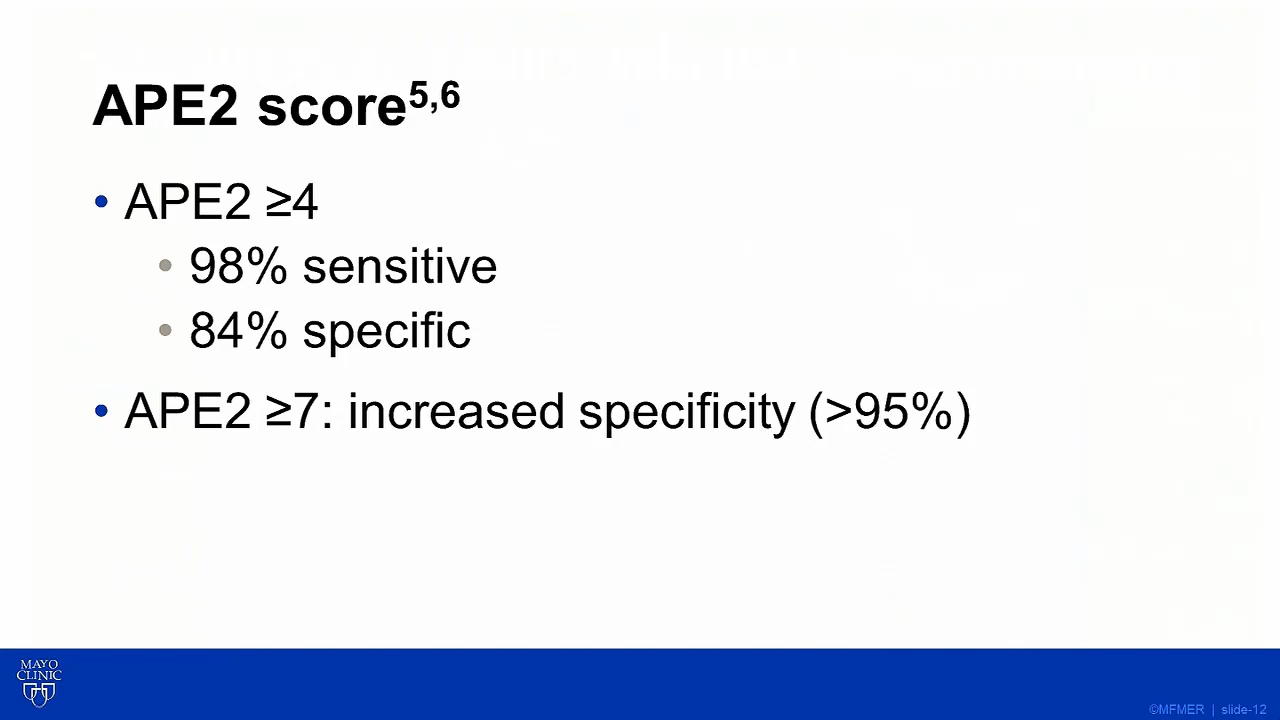 APE2 score5,6
• APE2 ≥4
• 98% sensitive
• 84% specific
• APE2 ≥7: increased specificity (>95%)
MAYO
CLINIC
©MFMER | slide-12